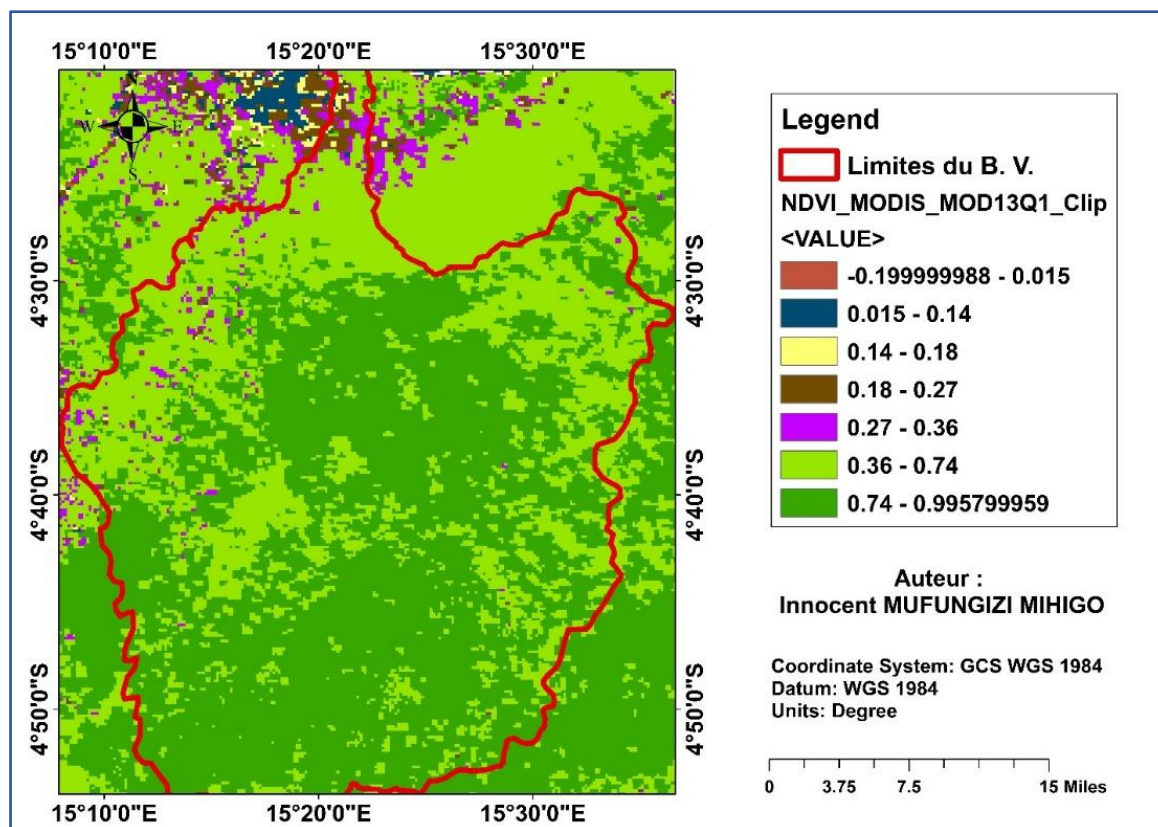 15°10'0"E 15°20'0"E 15°30'0"E
N
W E
S
4°30'0"S 4°30'0"S
4°40'0"S 4°40'0"S
4°50'0"S 4°50'0"S
15°10'0"E 15°20'0"E 15°30'0"E
Legend
Limites du B. V.
NDVI_MODIS_MOD13Q1_Clip
<VALUE>
-0.199999988 - 0.015
0.015 - 0.14
0.14 - 0.18
0.18 - 0.27
0.27 - 0.36
0.36 - 0.74
0.74 - 0.995799959
Auteur :
Innocent MUFUNGIZI MIHIGO
Coordinate System: GCS WGS 1984
Datum: WGS 1984
Units: Degree
0 3.75 7.5 15 Miles